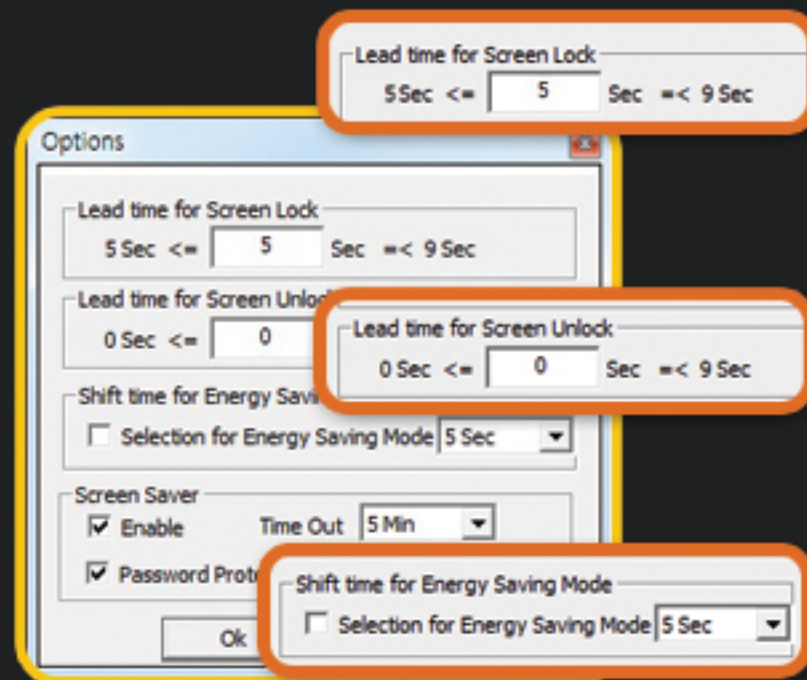 Lead time for Screen Lock
5 Sec <= 5 Sec =< 9 Sec
Options
Lead time for Screen Lock
5 Sec <= 5 Sec =< 9 Sec
Lead time for Screen Unlock
0 Sec <= 0
Lead time for Screen Unlock
0 Sec <= 0 Sec =< 9 Sec
Shift time for Energy
Selection for Energy Saving Mode 5 Sec
Screen Saver
Enable Time Out 5 Min
Password
Shift time for Energy Saving Mode
Selection for Energy Saving Mode 5 Sec
Ok